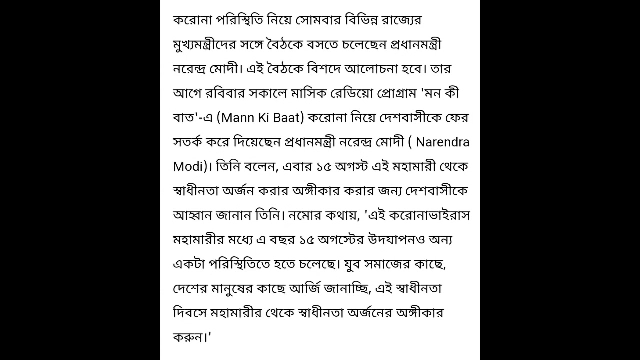 করোনা পরিস্থিতি নিয়ে সোমবার বিভিন্ন রাজ্যের
মুখ্যমন্ত্রীদের সঙ্গে বৈঠকে বসতে চলেছেন প্রধানমন্ত্রী
নরেন্দ্র মোদী। এই বৈঠকে বিশদে আলোচনা হবে। তার
আগে রবিবার সকালে মাসিক রেডিয়ো প্রোগ্রাম 'মন কী
বাত'-এ (Mann Ki Baat) করোনা নিয়ে দেশবাসীকে ফের
সতর্ক করে দিয়েছেন প্রধানমন্ত্রী নরেন্দ্র মোদী ( Narendra
Modi)। তিনি বলেন, এবার ১৫ অগস্ট এই মহামারী থেকে
স্বাধীনতা অর্জন করার অঙ্গীকার করার জন্য দেশবাসীকে
আহ্বান জানান তিনি। নমোর কথায়, 'এই করোনাভাইরাস
মহামারীর মধ্যে এ বছর ১৫ অগস্টের উদযাপনও অন্য
একটা পরিস্থিতিতে হতে চলেছে। যুব সমাজের কাছে,
দেশের মানুষের কাছে আর্জি জানাচ্ছি, এই স্বাধীনতা
দিবসে মহামারীর থেকে স্বাধীনতা অর্জনের অঙ্গীকার
করুন।'